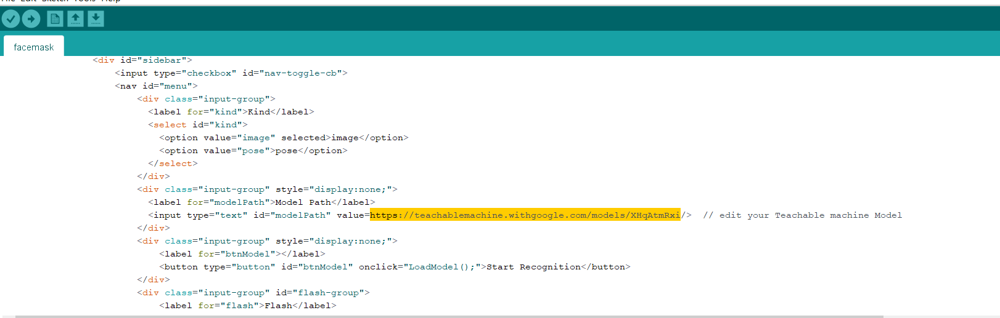 File Edit Sketch Tools Help
facemask
<div id="sidebar">
<input type="checkbox" id="nav-toggle-cb">
<nav id="menu">
<div class="input-group">
<label for="kind">Kind</label>
<select id="kind">
<option value="image" selected>image</option>
<option value="pose">pose</option>
</select>
</div>
<div class="input-group" style="display:none;">
<label for="modelPath">Model Path</label>
<input type="text" id="modelPath" value=https://teachablemachine.withgoogle.com/models/XHqAtmRxi/> // edit your Teachable machine Model
</div>
<div class="input-group" style="display:none;">
<label for="btnModel"></label>
<button type="button" id="btnModel" onclick="LoadModel();">Start Recognition</button>
</div>
<div class="input-group" id="flash-group">
<label for="flash">Flash</label>